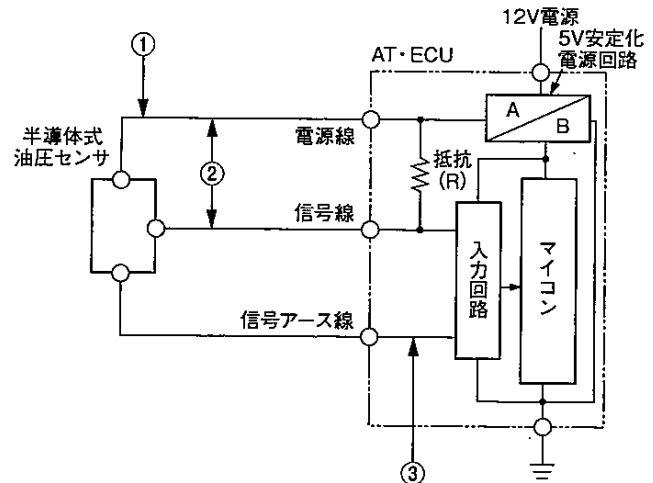 12V電源
①
AT・ECU
5V安定化
電源回路
A
B
半導体式
油圧センサ
電源線
②
抵抗
(R)
信号線
入力回路
マイコン
信号アース線
③